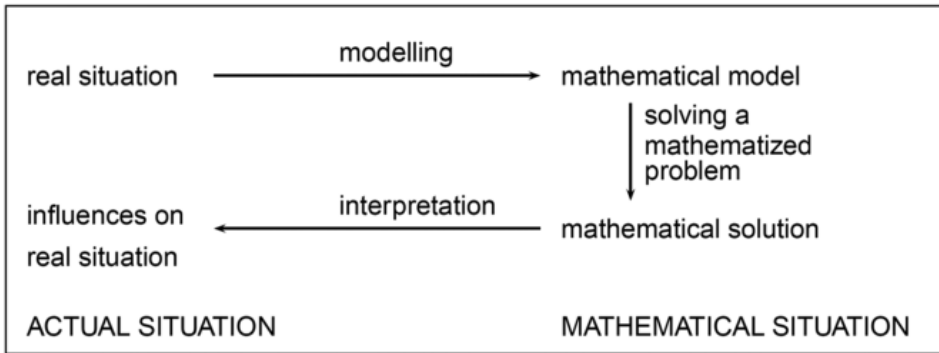 modelling
real situation
mathematical model
solving a
mathematized
problem
influences on
real situation
interpretation
mathematical solution
ACTUAL SITUATION
MATHEMATICAL SITUATION